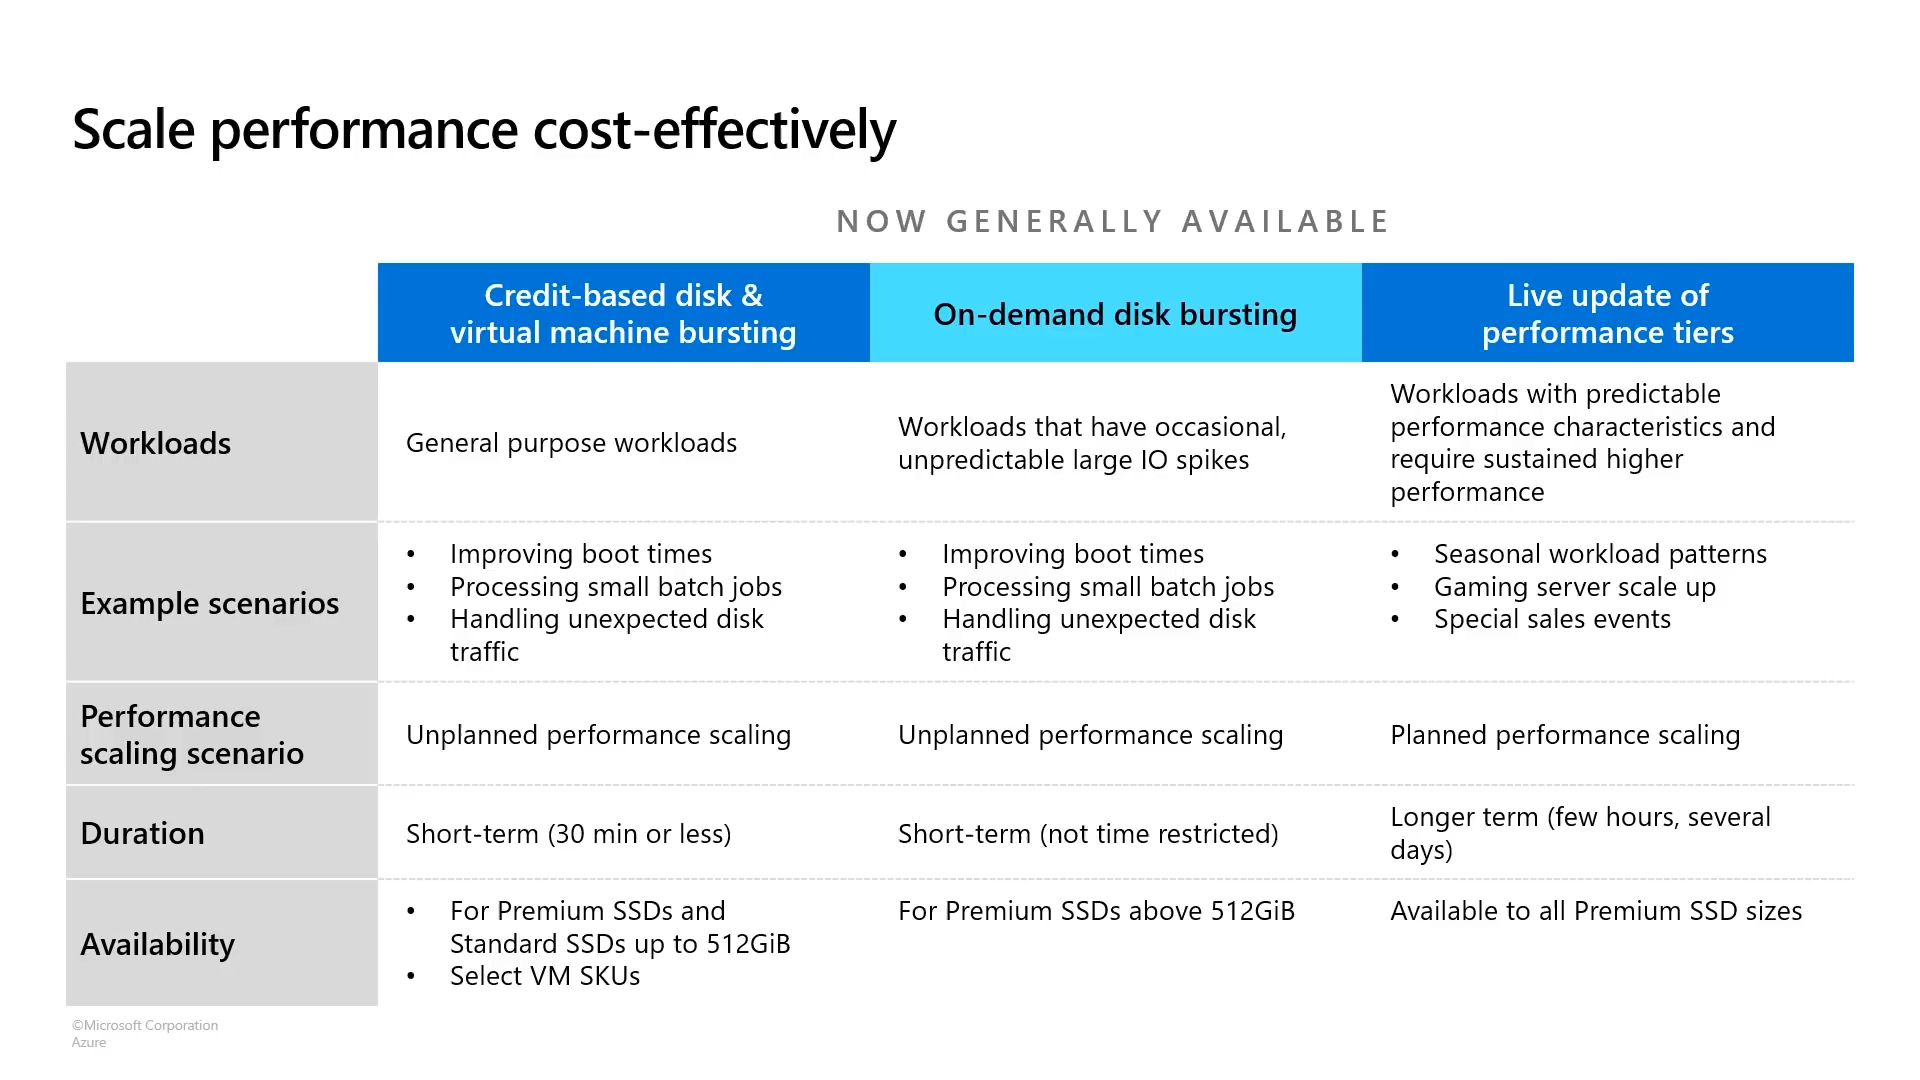 Scale performance cost-effectively
NOW GENERALLY AVAILABLE
Credit-based disk &
virtual machine bursting
On-demand disk bursting
Live update of
performance tiers
Workloads
General purpose workloads
Workloads that have occasional,
unpredictable large IO spikes
Workloads with predictable
performance characteristics and
require sustained higher
performance
Example scenarios
• Improving boot times
• Processing small batch jobs
• Handling unexpected disk
traffic
• Improving boot times
• Processing small batch jobs
• Handling unexpected disk
traffic
• Seasonal workload patterns
• Gaming server scale up
• Special sales events
Performance
scaling scenario
Unplanned performance scaling
Unplanned performance scaling
Planned performance scaling
Duration
Short-term (30 min or less)
Short-term (not time restricted)
Longer term (few hours, several
days)
Availability
• For Premium SSDs and
Standard SSDs up to 512GiB
• Select VM SKUs
For Premium SSDs above 512GiB
Available to all Premium SSD sizes
©Microsoft Corporation
Azure